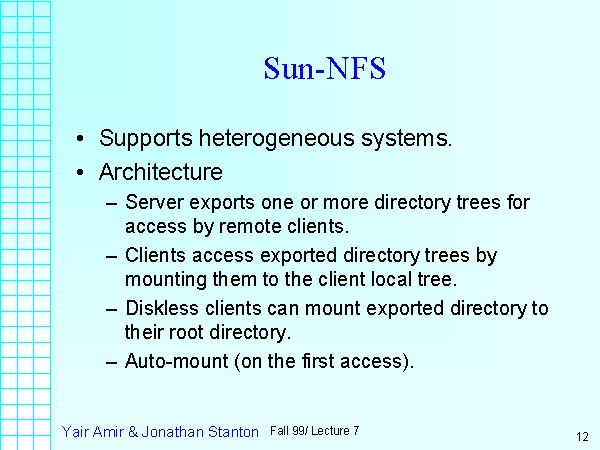 Sun-NFS
• Supports heterogeneous systems.
• Architecture
– Server exports one or more directory trees for
access by remote clients.
– Clients access exported directory trees by
mounting them to the client local tree.
– Diskless clients can mount exported directory to
their root directory.
– Auto-mount (on the first access).
Yair Amir & Jonathan Stanton Fall 99/ Lecture 7 12